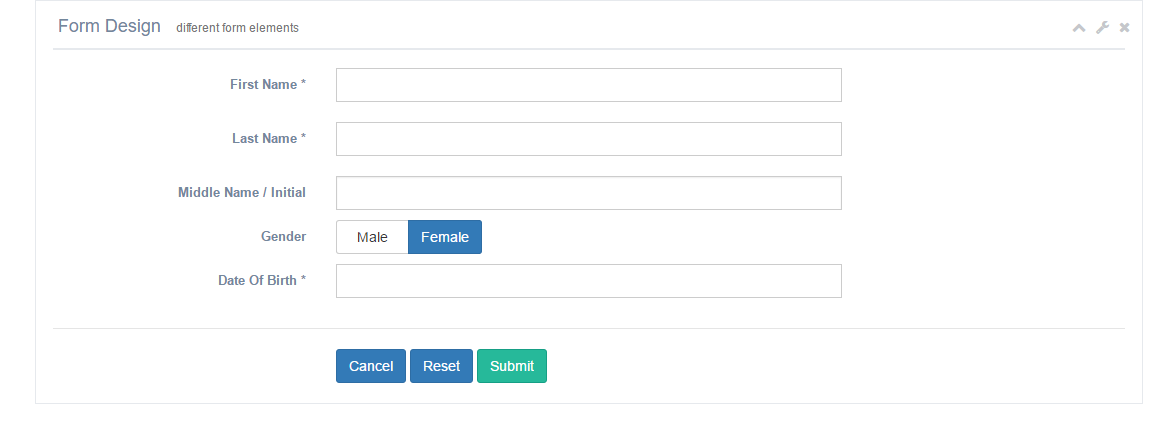 Form Design different form elements
First Name *
Last Name *
Middle Name / Initial
Gender Male Female
Date Of Birth *
Cancel Reset Submit